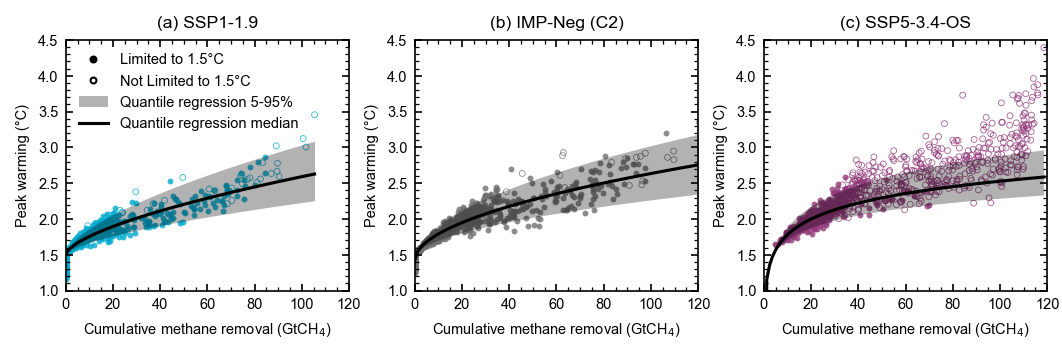 (a) SSP1-1.9
(b) IMP-Neg (C2)
(c) SSP5-3.4-OS
Peak warming (°C)
4.5
4.0
3.5
3.0
2.5
2.0
1.5
1.0
Limited to 1.5°C
Not Limited to 1.5°C
Quantile regression 5-95%
Quantile regression median
0 20 40 60 80 100 120
Cumulative methane removal (GtCH₄)
Peak warming (°C)
4.5
4.0
3.5
3.0
2.5
2.0
1.5
1.0
0 20 40 60 80 100 120
Cumulative methane removal (GtCH₄)
Peak warming (°C)
4.5
4.0
3.5
3.0
2.5
2.0
1.5
1.0
0 20 40 60 80 100 120
Cumulative methane removal (GtCH₄)